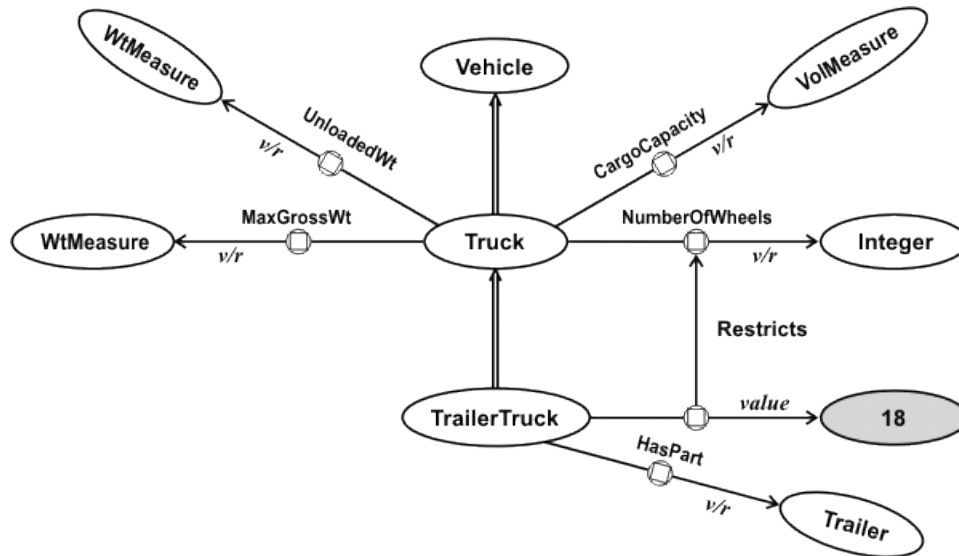 WtMeasure
Vehicle
VolMeasure
UnloadedWt
v/r
CargoCapacity
v/r
MaxGrossWt
NumberOfWheels
WtMeasure
v/r
Truck
v/r
Integer
Restricts
TrailerTruck
value
18
HasPart
v/r
Trailer